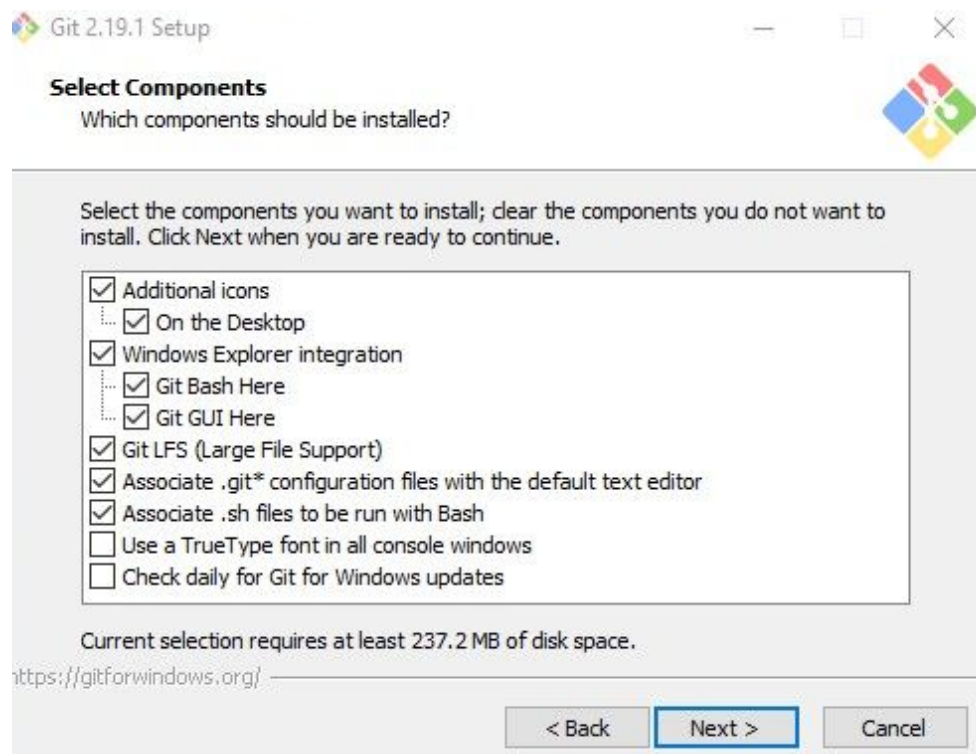 Git 2.19.1 Setup
Select Components
Which components should be installed?
Select the components you want to install; clear the components you do not want to
install. Click Next when you are ready to continue.
Additional icons
On the Desktop
Windows Explorer integration
Git Bash Here
Git GUI Here
Git LFS (Large File Support)
Associate .git* configuration files with the default text editor
Associate .sh files to be run with Bash
Use a TrueType font in all console windows
Check daily for Git for Windows updates
Current selection requires at least 237.2 MB of disk space.
https://gitforwindows.org/
< Back Next > Cancel